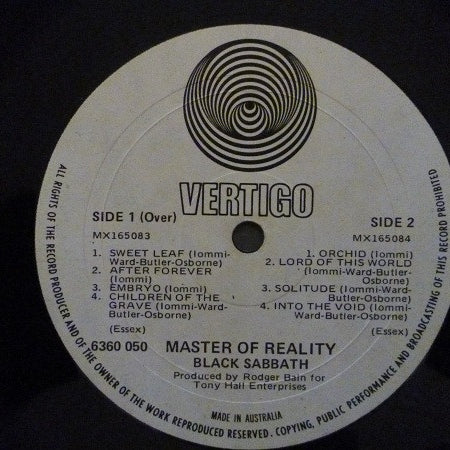 VERTIGO
SIDE 1 (Over)
MX165083
1. SWEET LEAF (Iommi-
Ward-Butler-Osborne)
2. AFTER FOREVER
(Iommi)
3. EMBRYO (Iommi)
4. CHILDREN OF THE
GRAVE (Iommi-Ward-
Butler-Osborne)
(Essex)
SIDE 2
MX165084
1. ORCHID (Iommi)
2. LORD OF THIS WORLD
(Iommi-Ward-Butler-
Osborne)
3. SOLITUDE (Iommi-Ward-
Butler-Osborne)
4. INTO THE VOID (Iommi-
Ward-Butler-Osborne)
(Essex)
6360 050
MASTER OF REALITY
BLACK SABBATH
Produced by Rodger Bain for
Tony Hall Enterprises
MADE IN AUSTRALIA
ALL RIGHTS OF THE RECORD PRODUCER AND OF THE OWNER OF THE WORK REPRODUCED RESERVED. COPYING, PUBLIC PERFORMANCE AND BROADCASTING OF THIS RECORD PROHIBITED